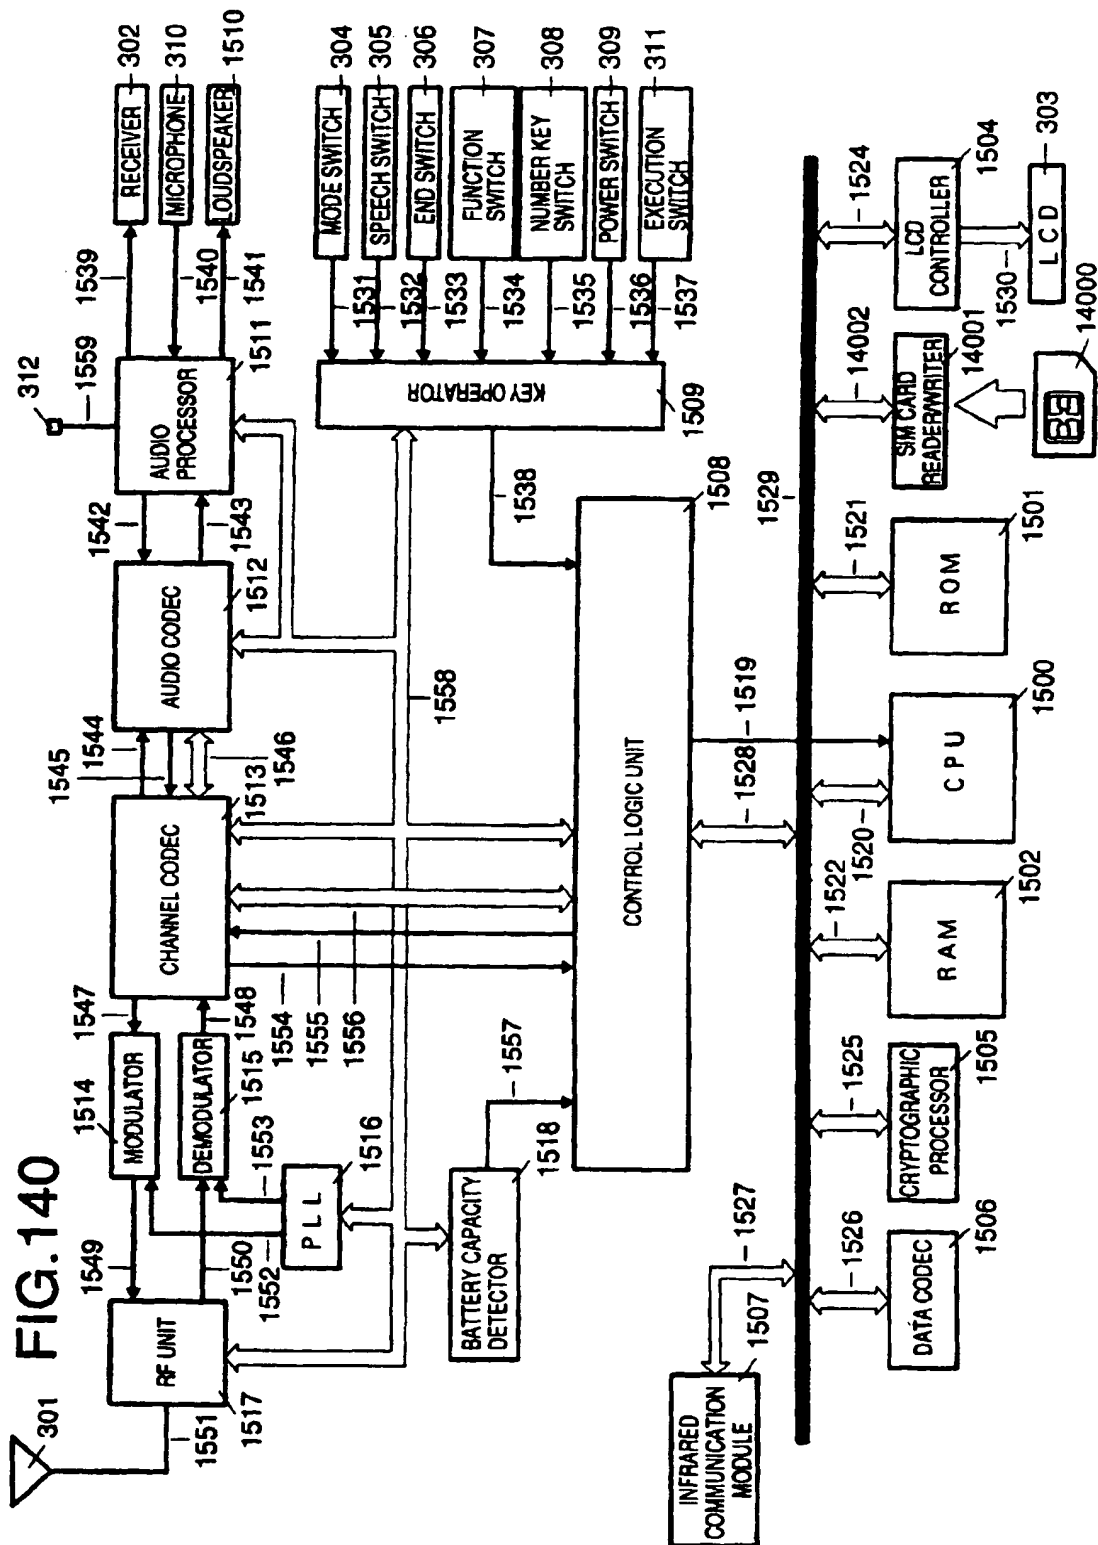 FIG.140
301
1551
RF UNIT
1517
1549
1550
1514
MODULATOR
DEMODULATOR
1515
1552
1553
PLL
1516
1547
1548
CHANNEL CODEC
1513
1545
1544
1546
AUDIO CODEC
1512
1542
1543
AUDIO
PROCESSOR
1511
312
1559
1539
1540
1541
RECEIVER
302
MICROPHONE
310
LOUDSPEAKER
1510
1554
1555
1556
1558
BATTERY CAPACITY
DETECTOR
1518
1557
MODE SWITCH
304
SPEECH SWITCH
305
END SWITCH
306
FUNCTION
SWITCH
307
NUMBER KEY
SWITCH
308
POWER SWITCH
309
EXECUTION
SWITCH
311
1531
1532
1533
1534
1535
1536
1537
KEY OPERATOR
1509
1538
CONTROL LOGIC UNIT
1508
1528
1519
1529
INFRARED
COMMUNICATION
MODULE
1507
1527
1526
DATA CODEC
1506
1525
CRYPTOGRAPHIC
PROCESSOR
1505
1522
RAM
1502
1520
CPU
1500
1521
ROM
1501
14002
SIM CARD
READER/WRITER
14001
14000
1524
LCD
CONTROLLER
1504
1530
LCD
303